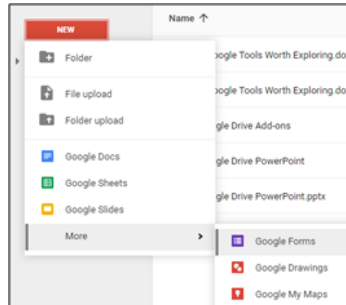 Name ↑
NEW
Folder
oogle Tools Worth Exploring.do
File upload
oogle Tools Worth Exploring.do
Folder upload
gle Drive Add-ons
Google Docs
gle Drive PowerPoint
Google Sheets
gle Drive PowerPoint.pptx
Google Slides
More
Google Forms
Google Drawings
Google My Maps